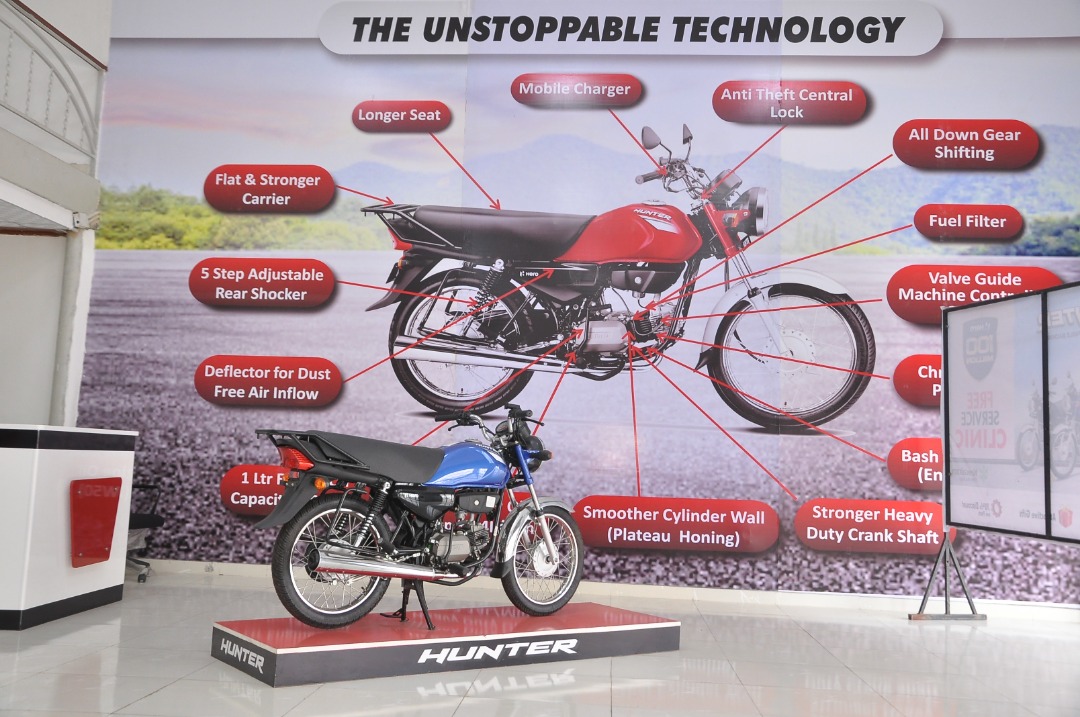 THE UNSTOPPABLE TECHNOLOGY
Mobile Charger
Anti Theft Central
Lock
Longer Seat
All Down Gear
Shifting
Flat & Stronger
Carrier
HUNTER
Fuel Filter
5 Step Adjustable
Rear Shocker
Hero
Valve Guide
Machine
Deflector for Dust
Free Air Inflow
FREE
SERVICE
CLINIC
Bash
1 Ltr
Smoother Cylinder Wall
(Plateau Honing)
Stronger Heavy
Duty Crank Shaft
HUNTER
HUNTER